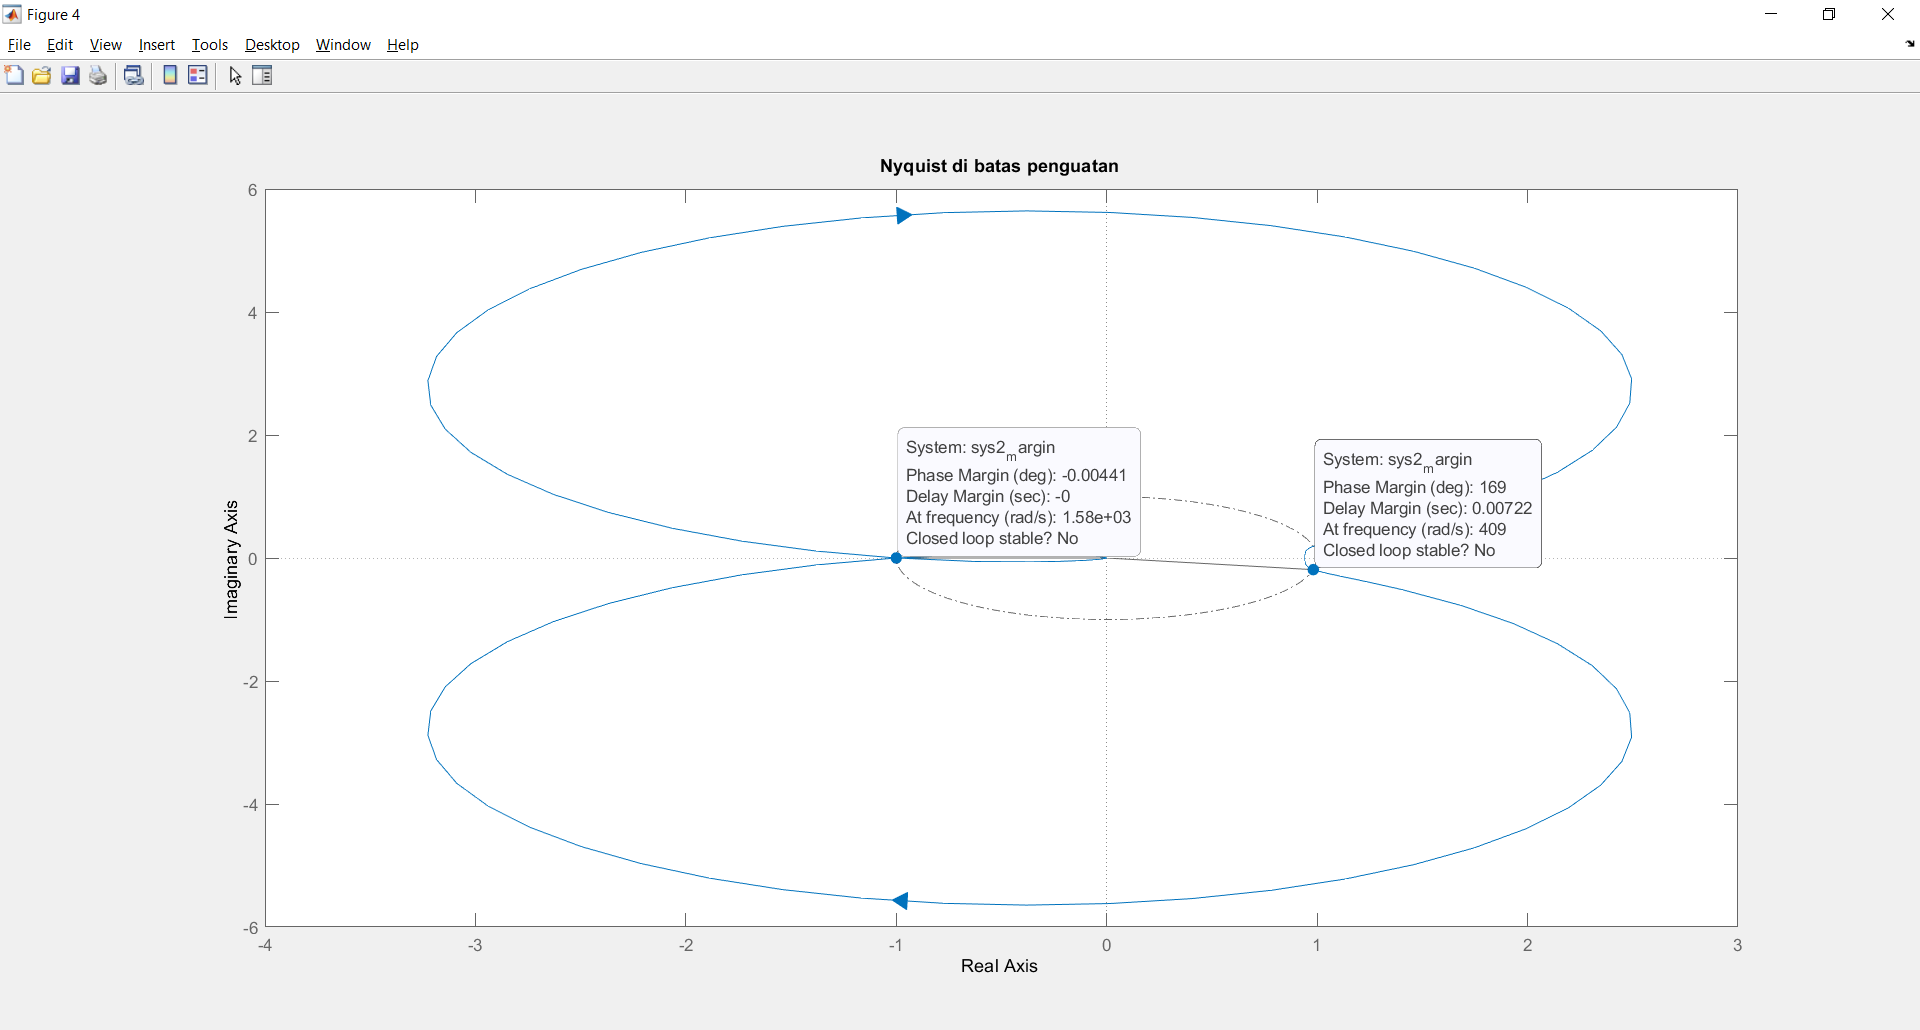 Figure 4
File Edit View Insert Tools Desktop Window Help
Nyquist di batas penguatan
6
4
2
0
-2
-4
-6
Imaginary Axis
System: sys2margin
Phase Margin (deg): -0.00441
Delay Margin (sec): -0
At frequency (rad/s): 1.58e+03
Closed loop stable? No
System: sys2margin
Phase Margin (deg): 169
Delay Margin (sec): 0.00722
At frequency (rad/s): 409
Closed loop stable? No
-4 -3 -2 -1 0 1 2 3
Real Axis